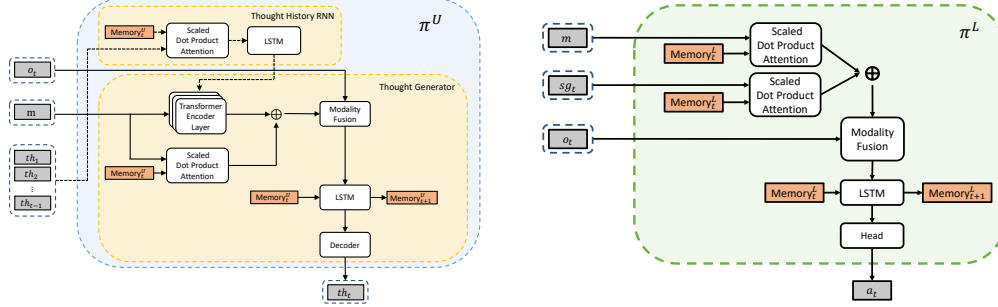 Thought History RNN
π^U
Memory_t^U
Scaled
Dot Product
Attention
LSTM
o_t
Thought Generator
m
Transformer
Encoder
Layer
⊕
Modality
Fusion
th_1
th_2
⋮
th_{t-1}
Memory_t^U
Scaled
Dot Product
Attention
Memory_t^U
LSTM
Memory_{t+1}^U
Decoder
th_t
π^L
m
Memory_t^L
Scaled
Dot Product
Attention
⊕
sg_t
Memory_t^L
Scaled
Dot Product
Attention
o_t
Modality
Fusion
Memory_t^L
LSTM
Memory_{t+1}^L
Head
a_t